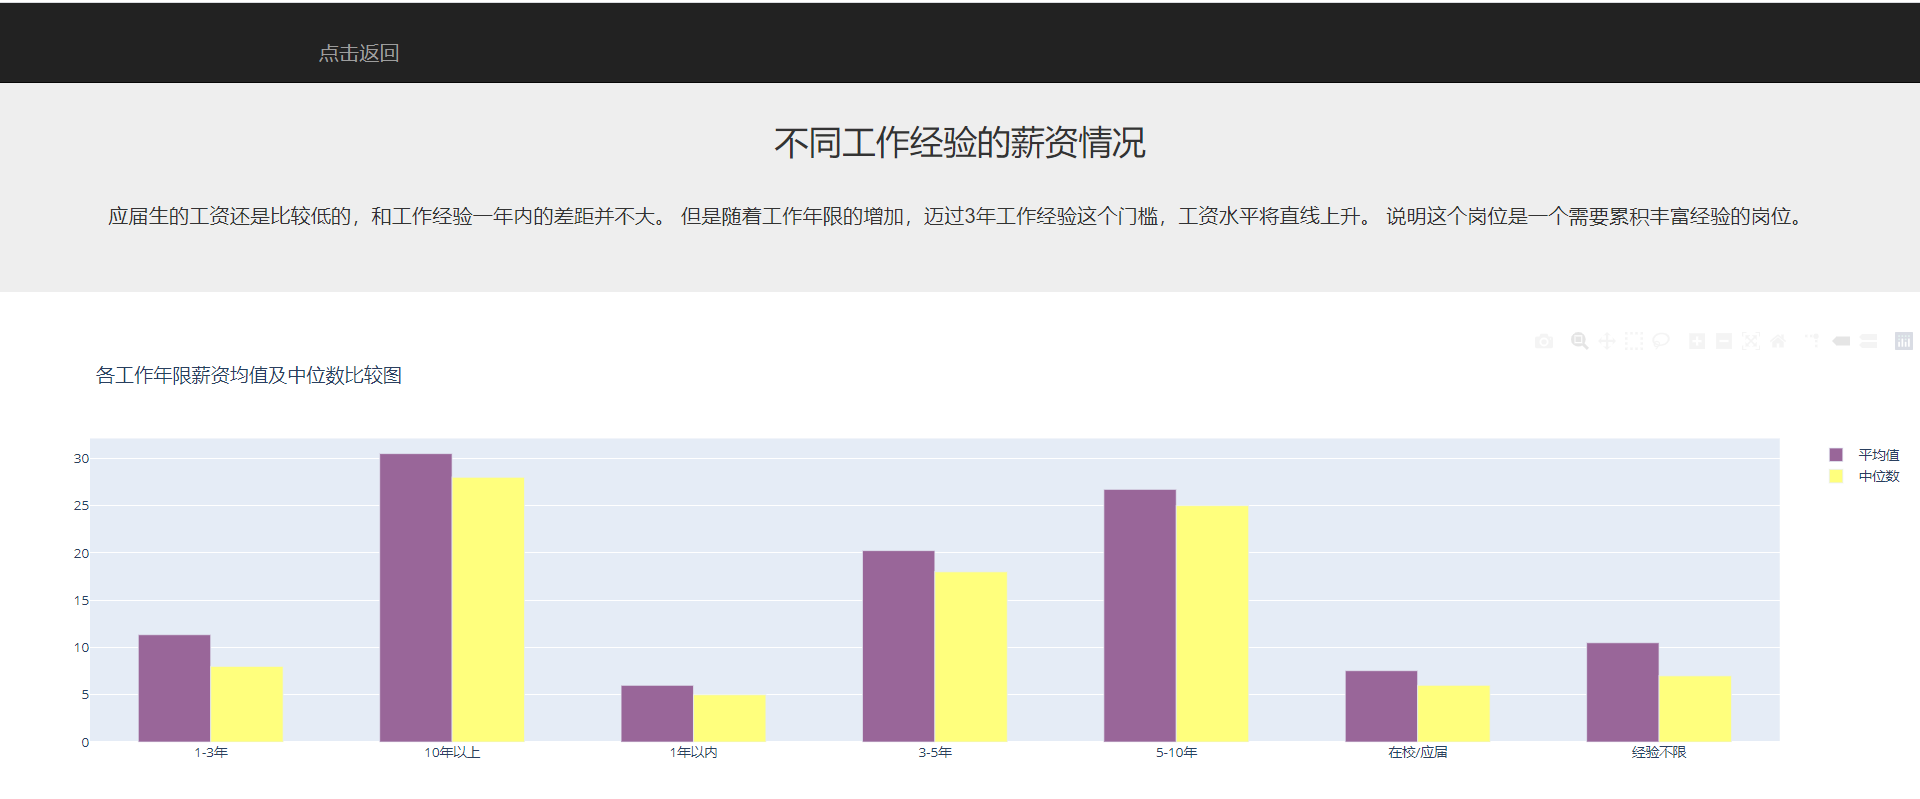 点击返回
不同工作经验的薪资情况
应届生的工资还是比较低的，和工作经验一年内的差距并不大。 但是随着工作年限的增加，迈过3年工作经验这个门槛，工资水平将直线上升。 说明这个岗位是一个需要累积丰富经验的岗位。
各工作年限薪资均值及中位数比较图
30
25
20
15
10
5
0
1-3年
10年以上
1年以内
3-5年
5-10年
在校/应届
经验不限
平均值
中位数